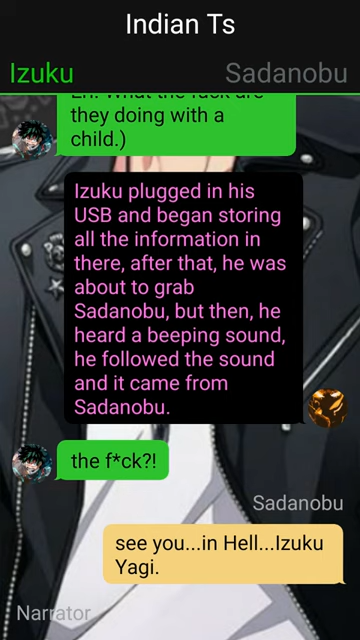 Indian Ts
Izuku
Sadanobu
they doing with a
child.)
Izuku plugged in his
USB and began storing
all the information in
there, after that, he was
about to grab
Sadanobu, but then, he
heard a beeping sound,
he followed the sound
and it came from
Sadanobu.
the f*ck?!
Sadanobu
see you...in Hell...Izuku
Yagi.
Narrator